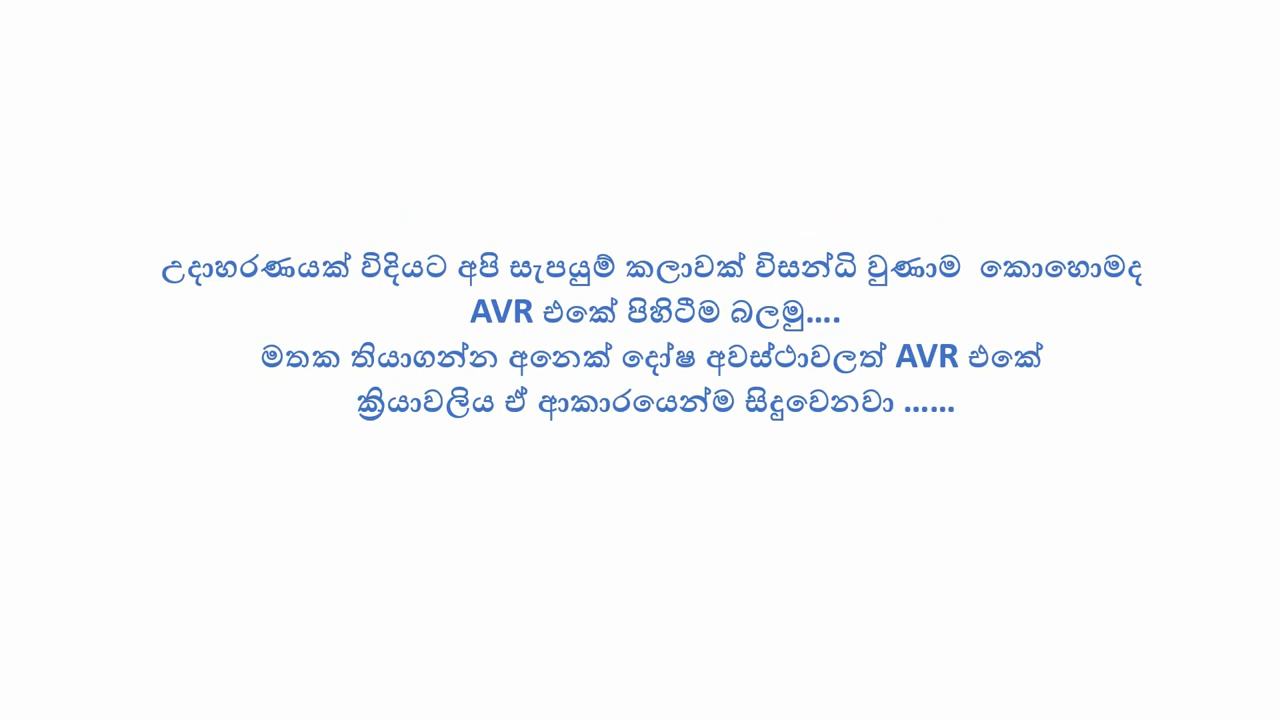 උදාහරණයක් විදියට අපි සැපයුම් කලාවක් විසන්ධි වුණාම කොහොමද
AVR එකේ පිහිටීම බලමු....
මතක තියාගන්න අනෙක් දෝෂ අවස්ථාවලත් AVR එකේ
ක්‍රියාවලිය ඒ ආකාරයෙන්ම සිදුවෙනවා ......